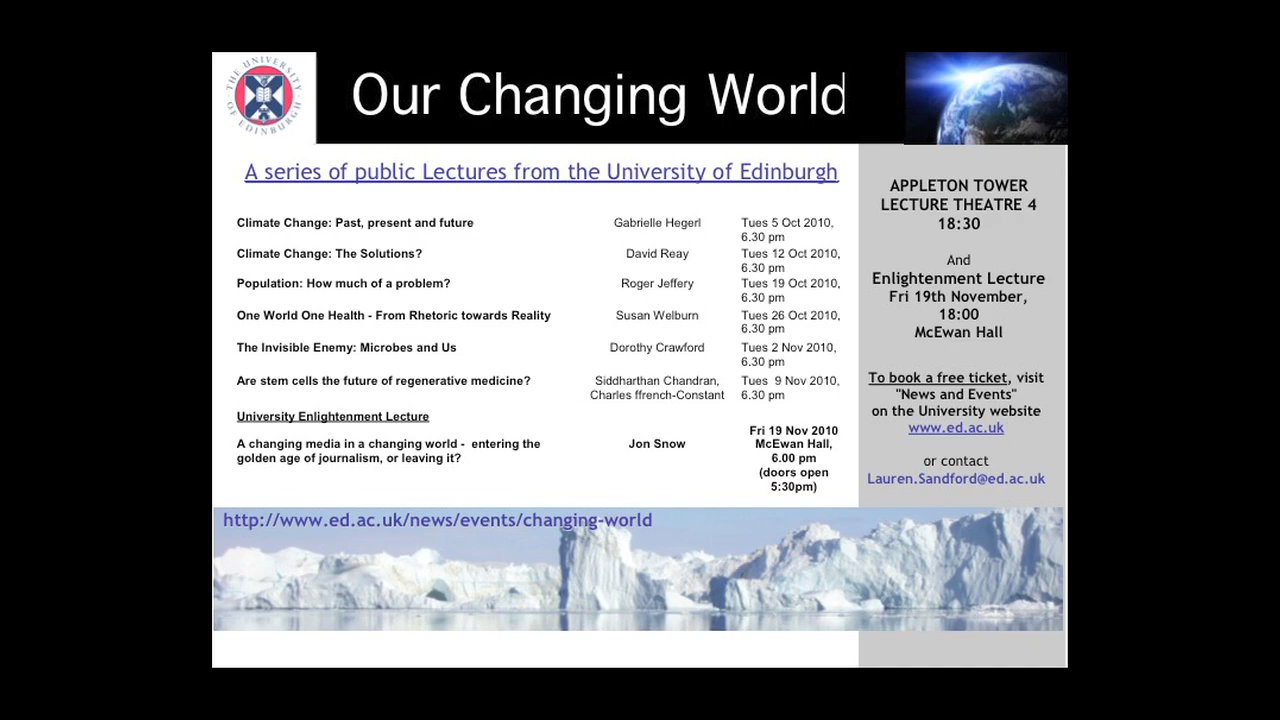 THE UNIVERSITY OF EDINBURGH
Our Changing World
A series of public Lectures from the University of Edinburgh
Climate Change: Past, present and future Gabrielle Hegerl Tues 5 Oct 2010,
6.30 pm
Climate Change: The Solutions? David Reay Tues 12 Oct 2010,
6.30 pm
Population: How much of a problem? Roger Jeffery Tues 19 Oct 2010,
6.30 pm
One World One Health - From Rhetoric towards Reality Susan Welburn Tues 26 Oct 2010,
6.30 pm
The Invisible Enemy: Microbes and Us Dorothy Crawford Tues 2 Nov 2010,
6.30 pm
Are stem cells the future of regenerative medicine? Siddharthan Chandran, Tues 9 Nov 2010,
Charles ffrench-Constant 6.30 pm
University Enlightenment Lecture
Fri 19 Nov 2010
A changing media in a changing world - entering the Jon Snow McEwan Hall,
golden age of journalism, or leaving it? 6.00 pm
(doors open
5:30pm)
APPLETON TOWER
LECTURE THEATRE 4
18:30
And
Enlightenment Lecture
Fri 19th November,
18:00
McEwan Hall
To book a free ticket, visit
"News and Events"
on the University website
www.ed.ac.uk
or contact
Lauren.Sandford@ed.ac.uk
http://www.ed.ac.uk/news/events/changing-world